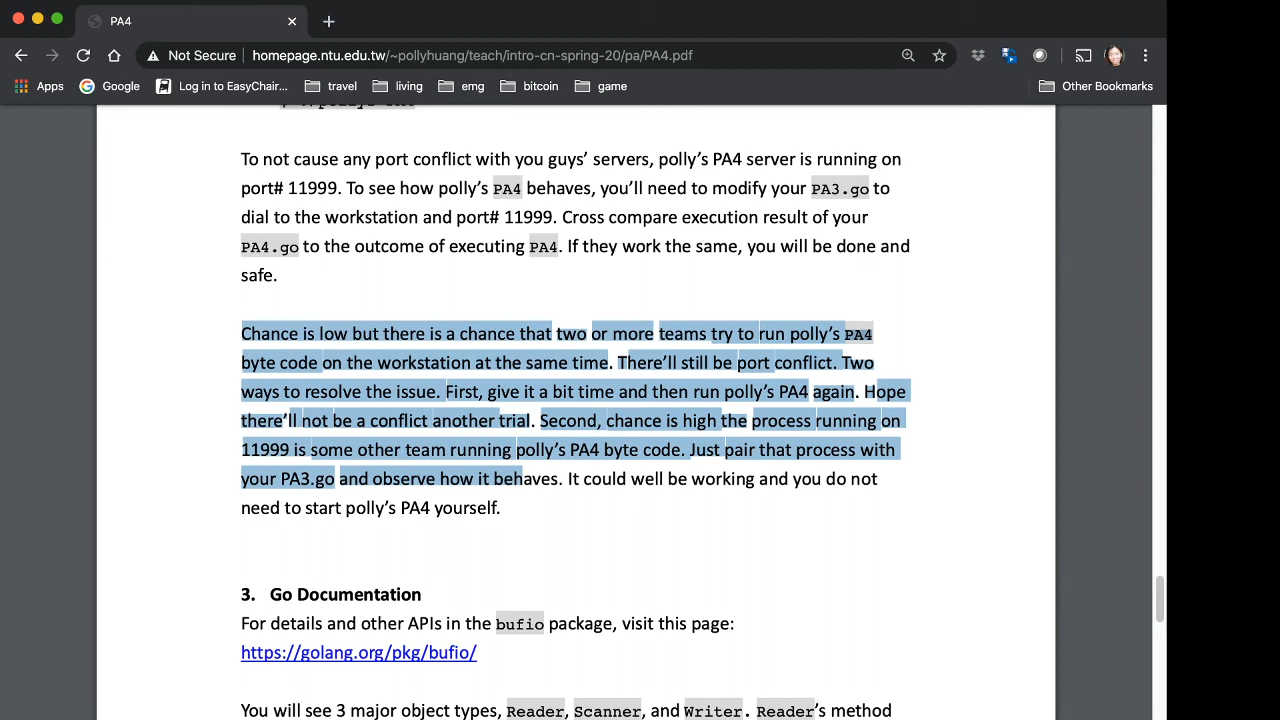 PA4
Not Secure homepage.ntu.edu.tw/~pollyhuang/teach/intro-cn-spring-20/pa/PA4.pdf
Apps Google Log in to EasyChair... travel living emg bitcoin game Other Bookmarks
To not cause any port conflict with you guys’ servers, polly’s PA4 server is running on
port# 11999. To see how polly’s PA4 behaves, you’ll need to modify your PA3.go to
dial to the workstation and port# 11999. Cross compare execution result of your
PA4.go to the outcome of executing PA4. If they work the same, you will be done and
safe.
Chance is low but there is a chance that two or more teams try to run polly’s PA4
byte code on the workstation at the same time. There’ll still be port conflict. Two
ways to resolve the issue. First, give it a bit time and then run polly’s PA4 again. Hope
there’ll not be a conflict another trial. Second, chance is high the process running on
11999 is some other team running polly’s PA4 byte code. Just pair that process with
your PA3.go and observe how it behaves. It could well be working and you do not
need to start polly’s PA4 yourself.
3. Go Documentation
For details and other APIs in the bufio package, visit this page:
https://golang.org/pkg/bufio/
You will see 3 major object types, Reader, Scanner, and Writer. Reader’s method